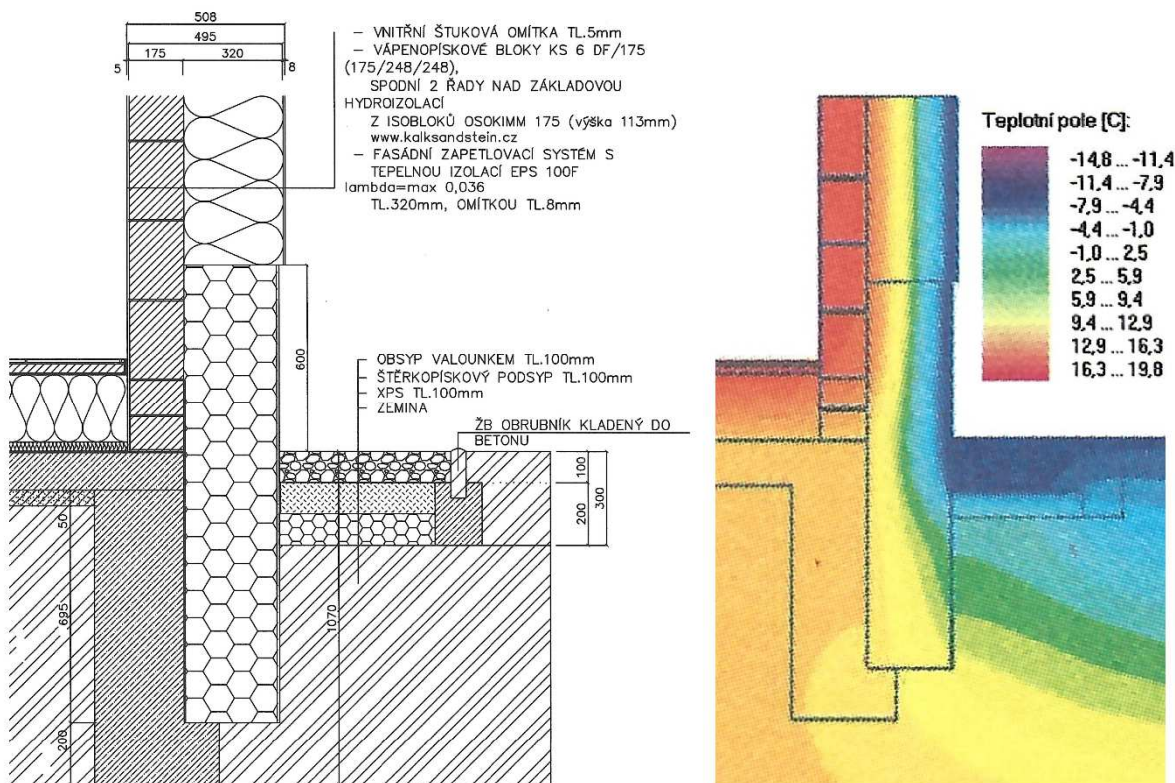 508
495
175 320
5 8
– VNITŘNÍ ŠTUKOVÁ OMÍTKA TL.5mm
– VÁPENOPÍSKOVÉ BLOKY KS 6 DF/175
(175/248/248),
SPODNÍ 2 ŘADY NAD ZÁKLADOVOU
HYDROIZOLACÍ
Z ISOBLOKŮ OSOKIMM 175 (výška 113mm)
www.kalksandstein.cz
– FASÁDNÍ ZAPETLOVACÍ SYSTÉM S
TEPELNOU IZOLACÍ EPS 100F
lambda=max 0,036
TL.320mm, OMÍTKOU TL.8mm
600
OBSYP VALOUNKEM TL.100mm
ŠTĚRKOPÍSKOVÝ PODSYP TL.100mm
XPS TL.100mm
ZEMINA
ŽB OBRUBNÍK KLADENÝ DO
BETONU
100
200
300
50
695
200
1070
Teplotní pole [C]:
-14,8 ... -11,4
-11,4 ... -7,9
-7,9 ... -4,4
-4,4 ... -1,0
-1,0 ... 2,5
2,5 ... 5,9
5,9 ... 9,4
9,4 ... 12,9
12,9 ... 16,3
16,3 ... 19,8